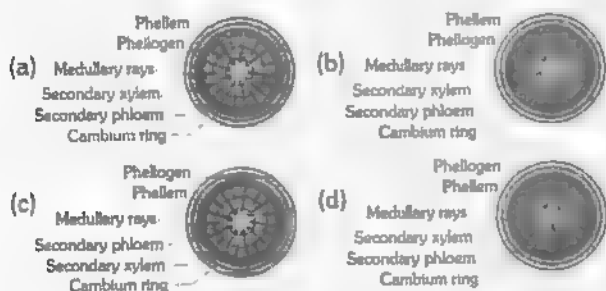 Phellem
Phellogen
(a) Medullary rays
Secondary xylem
Secondary phloem
Cambium ring
Phellem
Phellogen
(b) Medullary rays
Secondary xylem
Secondary phloem
Cambium ring
Phellogen
Phellem
(c) Medullary rays
Secondary phloem
Secondary xylem
Cambium ring
Phellogen
Phellem
(d) Medullary rays
Secondary xylem
Secondary phloem
Cambium ring